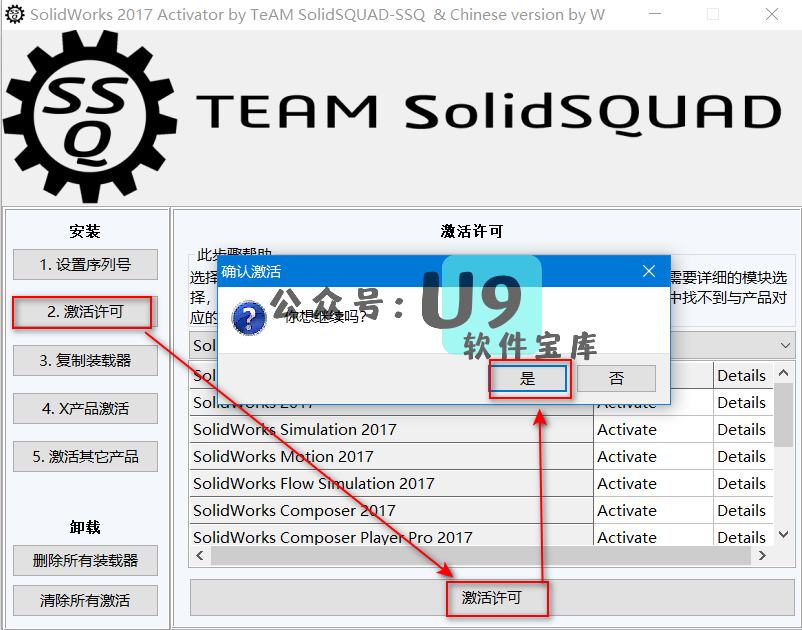 SolidWorks 2017 Activator by TeAM SolidSQUAD-SSQ & Chinese version by W
SSQ
TEAM SolidSQUAD
安装
1. 设置序列号
2. 激活许可
3. 复制装载器
4. X产品激活
5. 激活其它产品
卸载
删除所有装载器
清除所有激活
激活许可
此步骤帮助
选择
需要详细的模块选
择，
中找不到与产品对
应的
确认激活
你想继续吗?
是
否
公众号：U9
软件宝库
Sol
Sol
Details
SolidWorks 2017 Activate Details
SolidWorks Simulation 2017 Activate Details
SolidWorks Motion 2017 Activate Details
SolidWorks Flow Simulation 2017 Activate Details
SolidWorks Composer 2017 Activate Details
SolidWorks Composer Player Pro 2017 Activate Details
激活许可